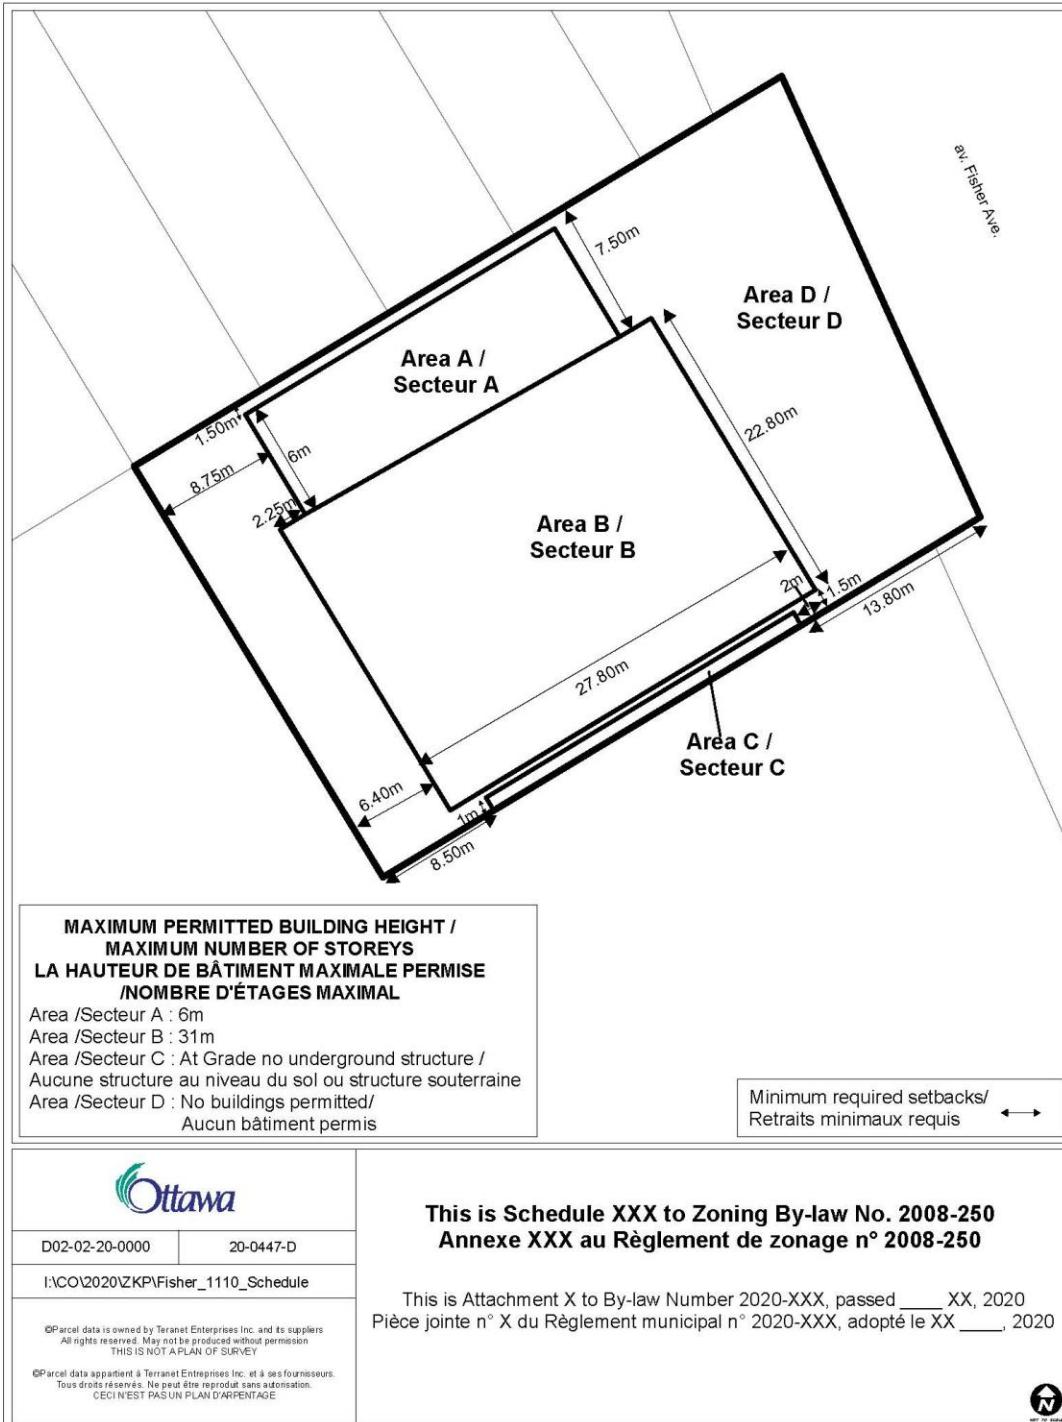 av. Fisher Ave.
7.50m
Area D /
Secteur D
Area A /
Secteur A
1.50m
6m
8.75m
22.80m
2.25m
Area B /
Secteur B
2m
1.5m
13.80m
27.80m
Area C /
Secteur C
6.40m
1m
8.50m
MAXIMUM PERMITTED BUILDING HEIGHT /
MAXIMUM NUMBER OF STOREYS
LA HAUTEUR DE BÂTIMENT MAXIMALE PERMISE
/NOMBRE D'ÉTAGES MAXIMAL
Area /Secteur A : 6m
Area /Secteur B : 31m
Area /Secteur C : At Grade no underground structure /
Aucune structure au niveau du sol ou structure souterraine
Area /Secteur D : No buildings permitted/
Aucun bâtiment permis
Minimum required setbacks/
Retraits minimaux requis
Ottawa
D02-02-20-0000 20-0447-D
I:\CO\2020\ZKP\Fisher_1110_Schedule
©Parcel data is owned by Teranet Enterprises Inc. and its suppliers
All rights reserved. May not be produced without permission
THIS IS NOT A PLAN OF SURVEY
©Parcel data appartient à Terranet Entreprises Inc. et à ses fournisseurs.
Tous droits réservés. Ne peut être reproduit sans autorisation.
CECI N'EST PAS UN PLAN D'ARPENTAGE
This is Schedule XXX to Zoning By-law No. 2008-250
Annexe XXX au Règlement de zonage n° 2008-250
This is Attachment X to By-law Number 2020-XXX, passed ____ XX, 2020
Pièce jointe n° X du Règlement municipal n° 2020-XXX, adopté le XX ____, 2020
N